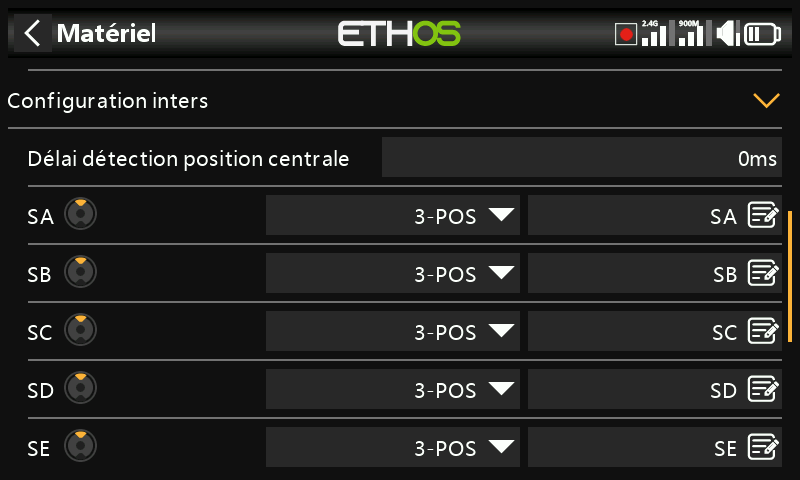 Matériel
ETHOS
2.4G
900M
Configuration inters
Délai détection position centrale
0ms
SA 3-POS SA
SB 3-POS SB
SC 3-POS SC
SD 3-POS SD
SE 3-POS SE